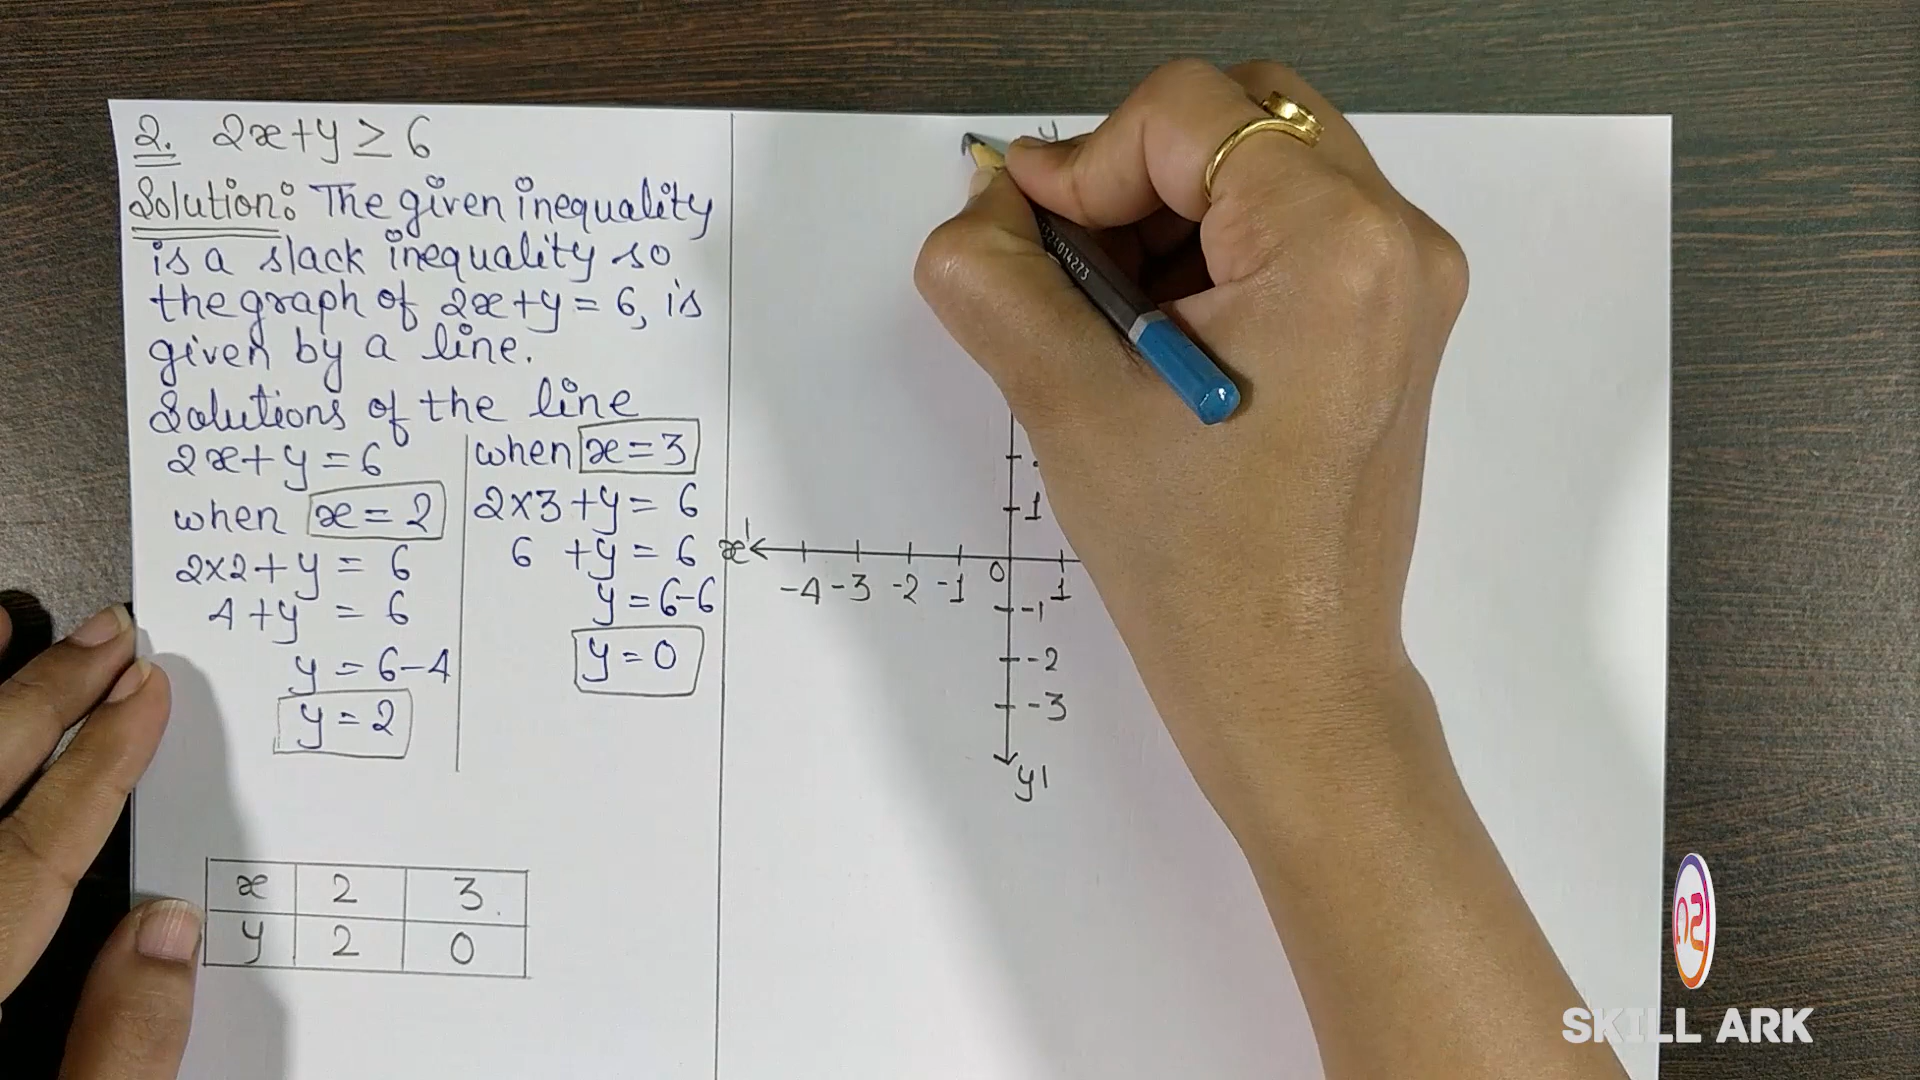 2. 2x+y ≥ 6
Solution: The given inequality
is a slack inequality so
the graph of 2x+y = 6, is
given by a line.
Solutions of the line
2x+y = 6
when x = 2
2×2+y = 6
4+y = 6
y = 6-4
y = 2
when x = 3
2×3+y = 6
6 +y = 6
y = 6-6
y = 0
x 2 3
y 2 0
y
1
x' -4 -3 -2 -1 0 1
-1
-2
-3
y'
SKILL ARK